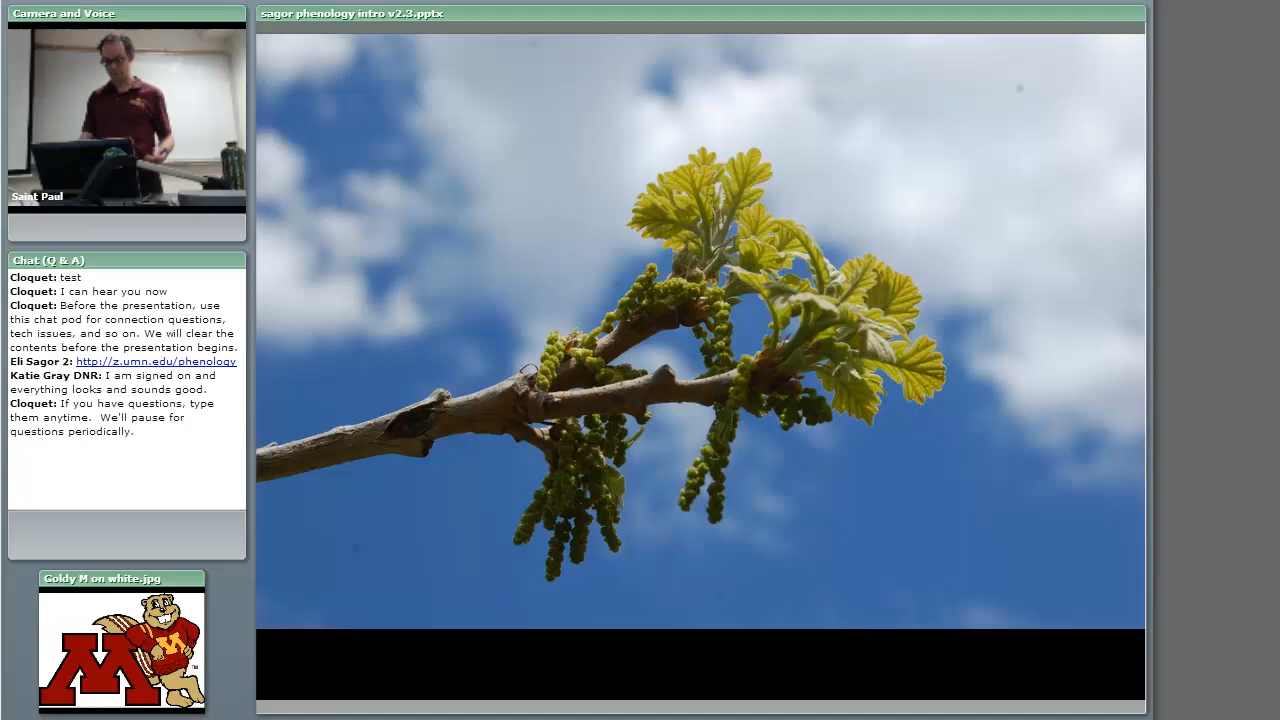 Camera and Voice
Saint Paul
Chat (Q & A)
Cloquet: test
Cloquet: I can hear you now
Cloquet: Before the presentation, use
this chat pod for connection questions,
tech issues, and so on. We will clear the
contents before the presentation begins.
Eli Sagor 2: http://z.umn.edu/phenology
Katie Gray DNR: I am signed on and
everything looks and sounds good.
Cloquet: If you have questions, type
them anytime.  We'll pause for
questions periodically.
Goldy M on white.jpg
M
M
TM
sagor phenology intro v2.3.pptx